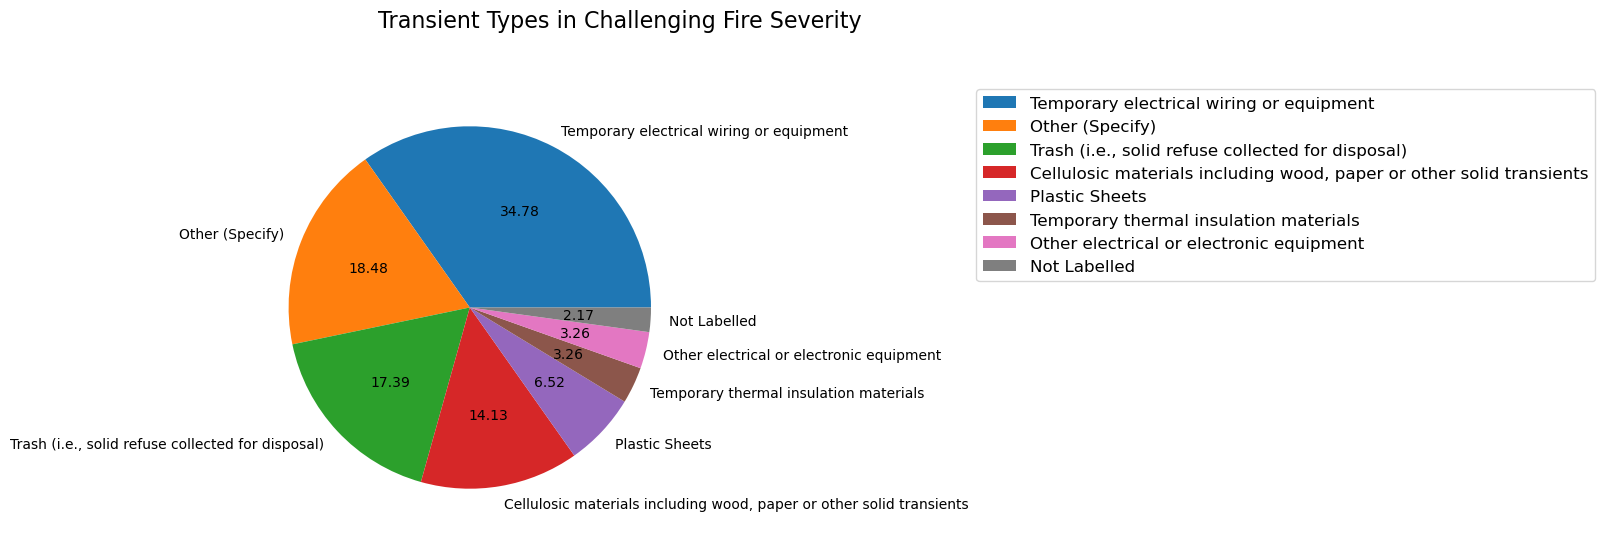 Transient Types in Challenging Fire Severity
Temporary electrical wiring or equipment
Other (Specify)
Trash (i.e., solid refuse collected for disposal)
Cellulosic materials including wood, paper or other solid transients
Plastic Sheets
Temporary thermal insulation materials
Other electrical or electronic equipment
Not Labelled
34.78
18.48
17.39
14.13
6.52
3.26
3.26
2.17
Temporary electrical wiring or equipment
Other (Specify)
Trash (i.e., solid refuse collected for disposal)
Cellulosic materials including wood, paper or other solid transients
Plastic Sheets
Temporary thermal insulation materials
Other electrical or electronic equipment
Not Labelled